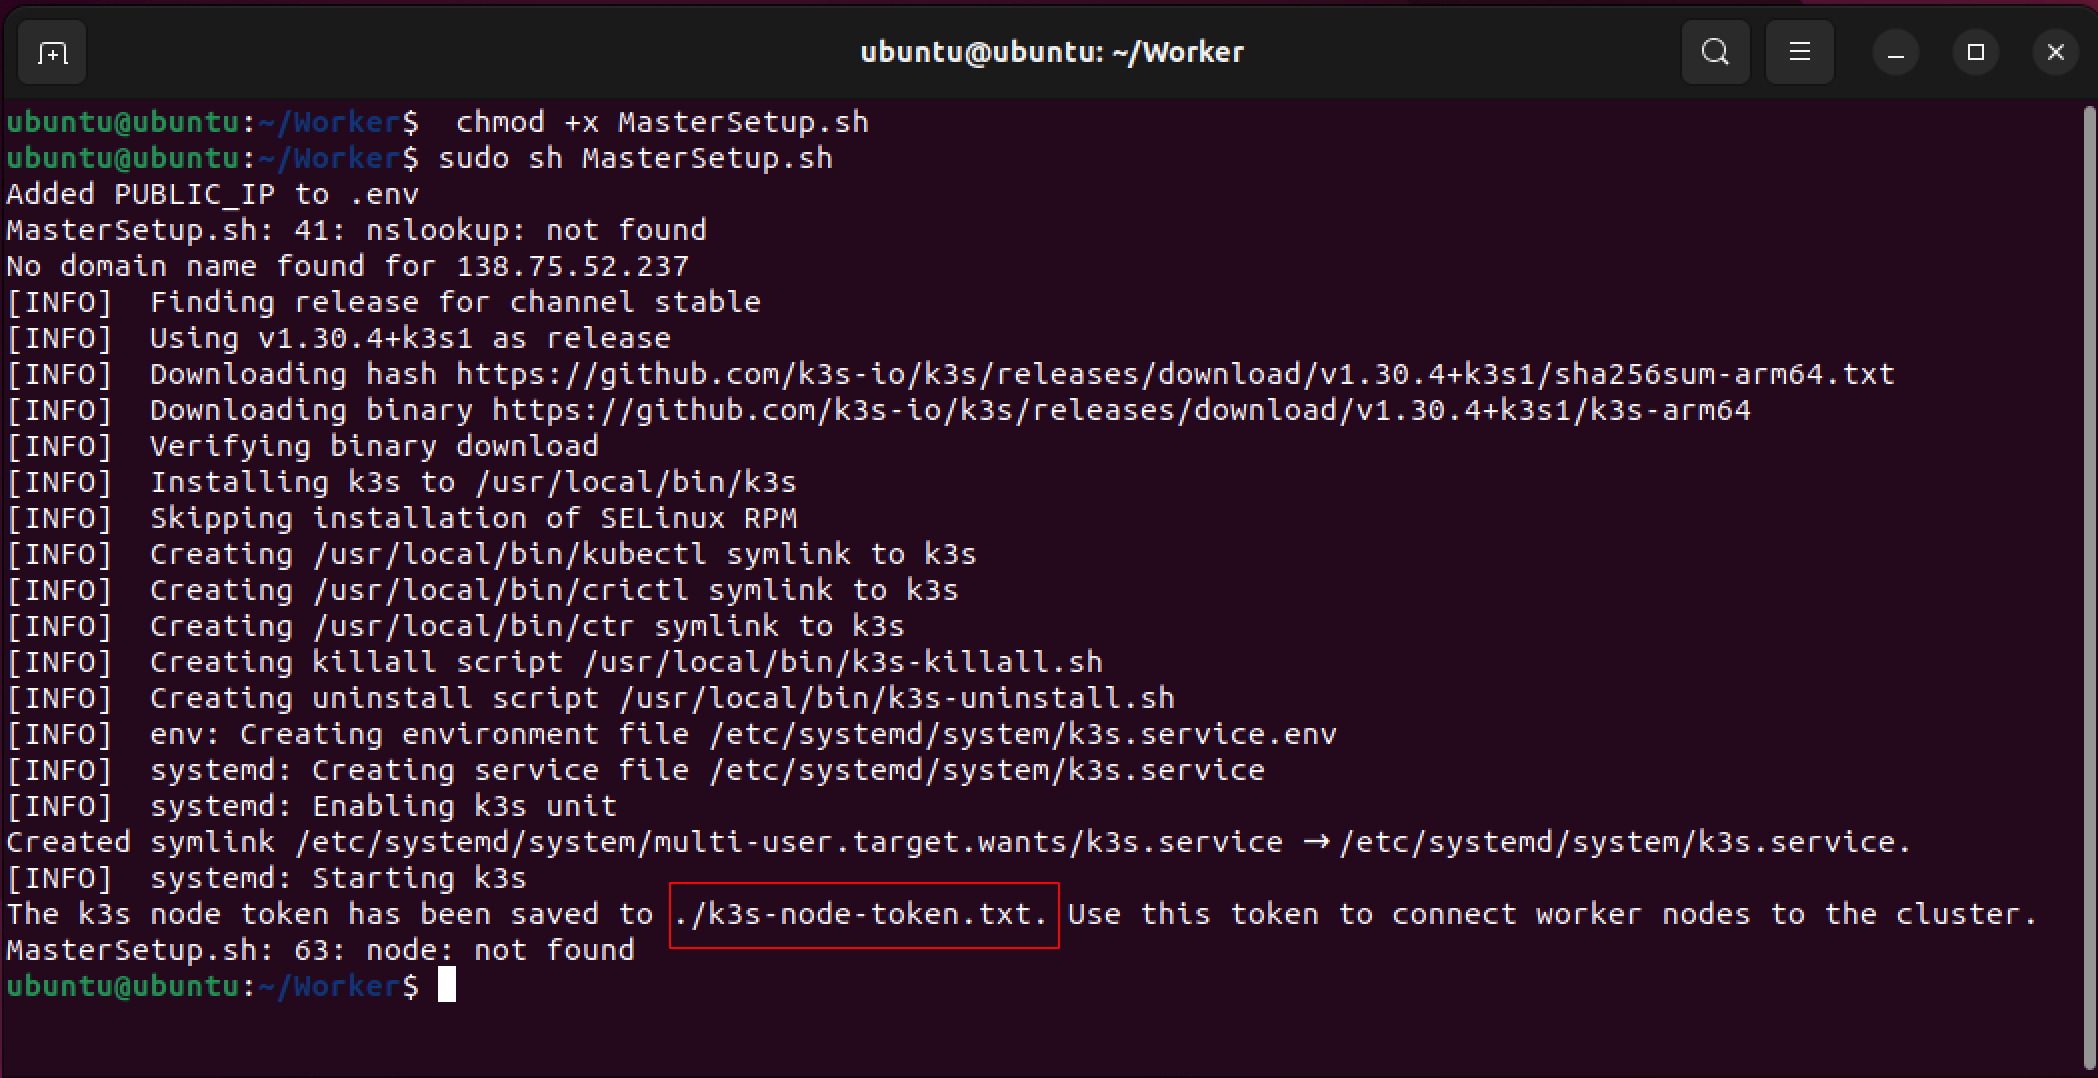 ubuntu@ubuntu: ~/Worker
ubuntu@ubuntu:~/Worker$  chmod +x MasterSetup.sh
ubuntu@ubuntu:~/Worker$ sudo sh MasterSetup.sh
Added PUBLIC_IP to .env
MasterSetup.sh: 41: nslookup: not found
No domain name found for 138.75.52.237
[INFO]  Finding release for channel stable
[INFO]  Using v1.30.4+k3s1 as release
[INFO]  Downloading hash https://github.com/k3s-io/k3s/releases/download/v1.30.4+k3s1/sha256sum-arm64.txt
[INFO]  Downloading binary https://github.com/k3s-io/k3s/releases/download/v1.30.4+k3s1/k3s-arm64
[INFO]  Verifying binary download
[INFO]  Installing k3s to /usr/local/bin/k3s
[INFO]  Skipping installation of SELinux RPM
[INFO]  Creating /usr/local/bin/kubectl symlink to k3s
[INFO]  Creating /usr/local/bin/crictl symlink to k3s
[INFO]  Creating /usr/local/bin/ctr symlink to k3s
[INFO]  Creating killall script /usr/local/bin/k3s-killall.sh
[INFO]  Creating uninstall script /usr/local/bin/k3s-uninstall.sh
[INFO]  env: Creating environment file /etc/systemd/system/k3s.service.env
[INFO]  systemd: Creating service file /etc/systemd/system/k3s.service
[INFO]  systemd: Enabling k3s unit
Created symlink /etc/systemd/system/multi-user.target.wants/k3s.service → /etc/systemd/system/k3s.service.
[INFO]  systemd: Starting k3s
The k3s node token has been saved to ./k3s-node-token.txt. Use this token to connect worker nodes to the cluster.
MasterSetup.sh: 63: node: not found
ubuntu@ubuntu:~/Worker$